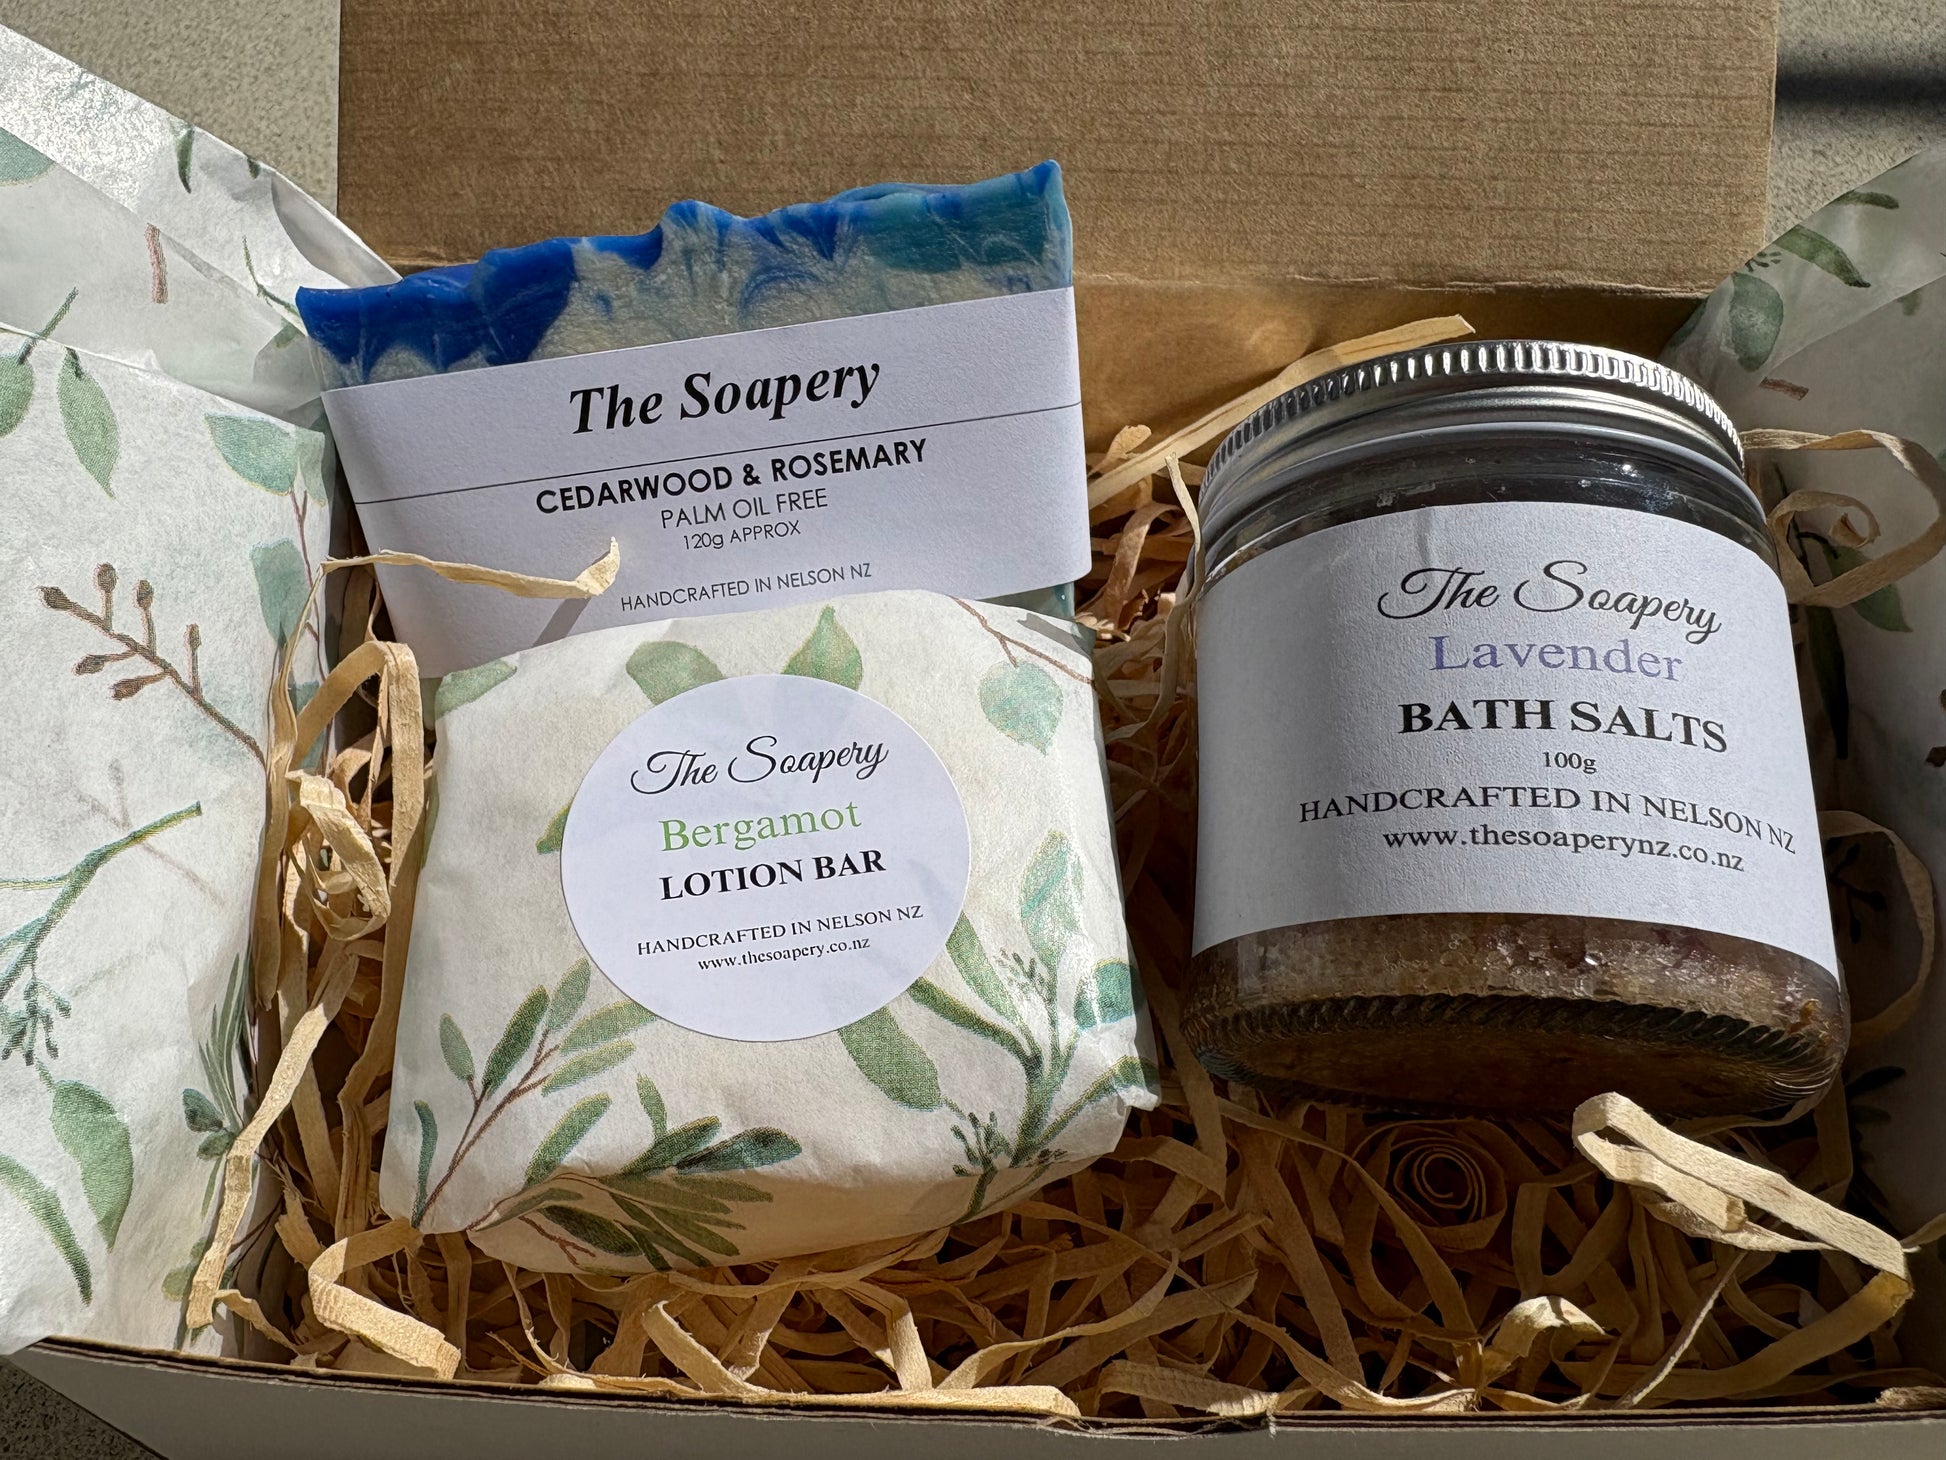 The Soapery
CEDARWOOD & ROSEMARY
PALM OIL FREE
120g APPROX
HANDCRAFTED IN NELSON NZ
The Soapery
Bergamot
LOTION BAR
HANDCRAFTED IN NELSON NZ
www.thesoapery.co.nz
The Soapery
Lavender
BATH SALTS
100g
HANDCRAFTED IN NELSON NZ
www.thesoaperynz.co.nz